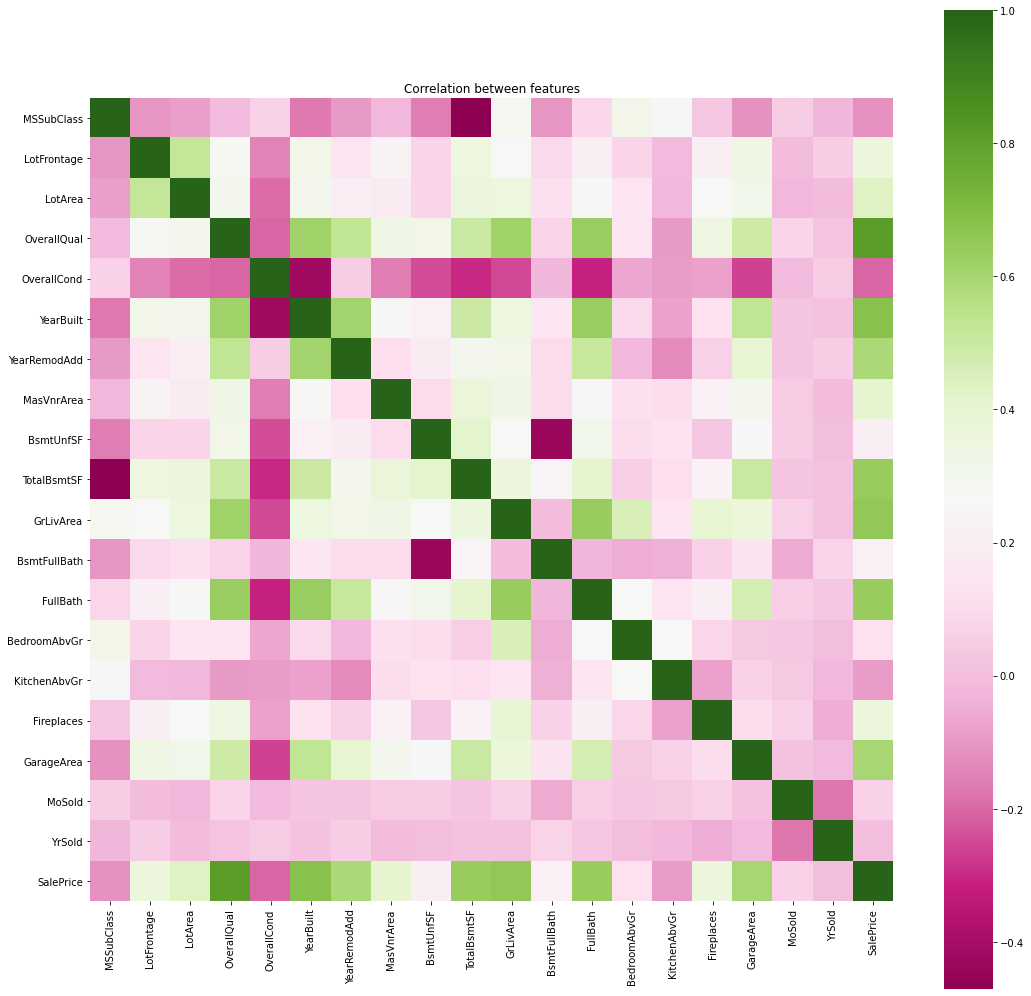 Correlation between features
MSSubClass
LotFrontage
LotArea
OverallQual
OverallCond
YearBuilt
YearRemodAdd
MasVnrArea
BsmtUnfSF
TotalBsmtSF
GrLivArea
BsmtFullBath
FullBath
BedroomAbvGr
KitchenAbvGr
Fireplaces
GarageArea
MoSold
YrSold
SalePrice
MSSubClass
LotFrontage
LotArea
OverallQual
OverallCond
YearBuilt
YearRemodAdd
MasVnrArea
BsmtUnfSF
TotalBsmtSF
GrLivArea
BsmtFullBath
FullBath
BedroomAbvGr
KitchenAbvGr
Fireplaces
GarageArea
MoSold
YrSold
SalePrice
1.0
0.8
0.6
0.4
0.2
0.0
−0.2
−0.4